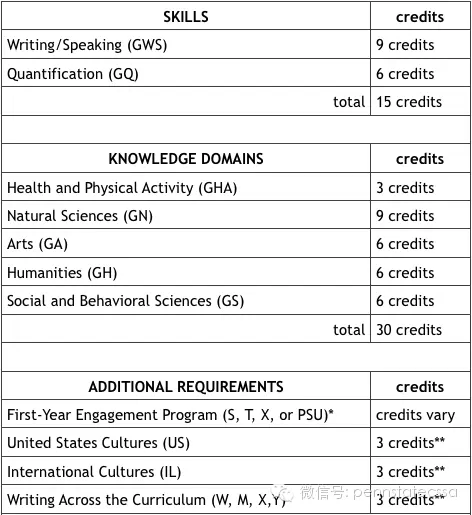 SKILLS credits
Writing/Speaking (GWS) 9 credits
Quantification (GQ) 6 credits
total 15 credits
KNOWLEDGE DOMAINS credits
Health and Physical Activity (GHA) 3 credits
Natural Sciences (GN) 9 credits
Arts (GA) 6 credits
Humanities (GH) 6 credits
Social and Behavioral Sciences (GS) 6 credits
total 30 credits
ADDITIONAL REQUIREMENTS credits
First-Year Engagement Program (S, T, X, or PSU)* credits vary
United States Cultures (US) 3 credits**
International Cultures (IL) 3 credits**
Writing Across the Curriculum (W, M, X,Y) 3 credits**
微信号: pennstatecssa